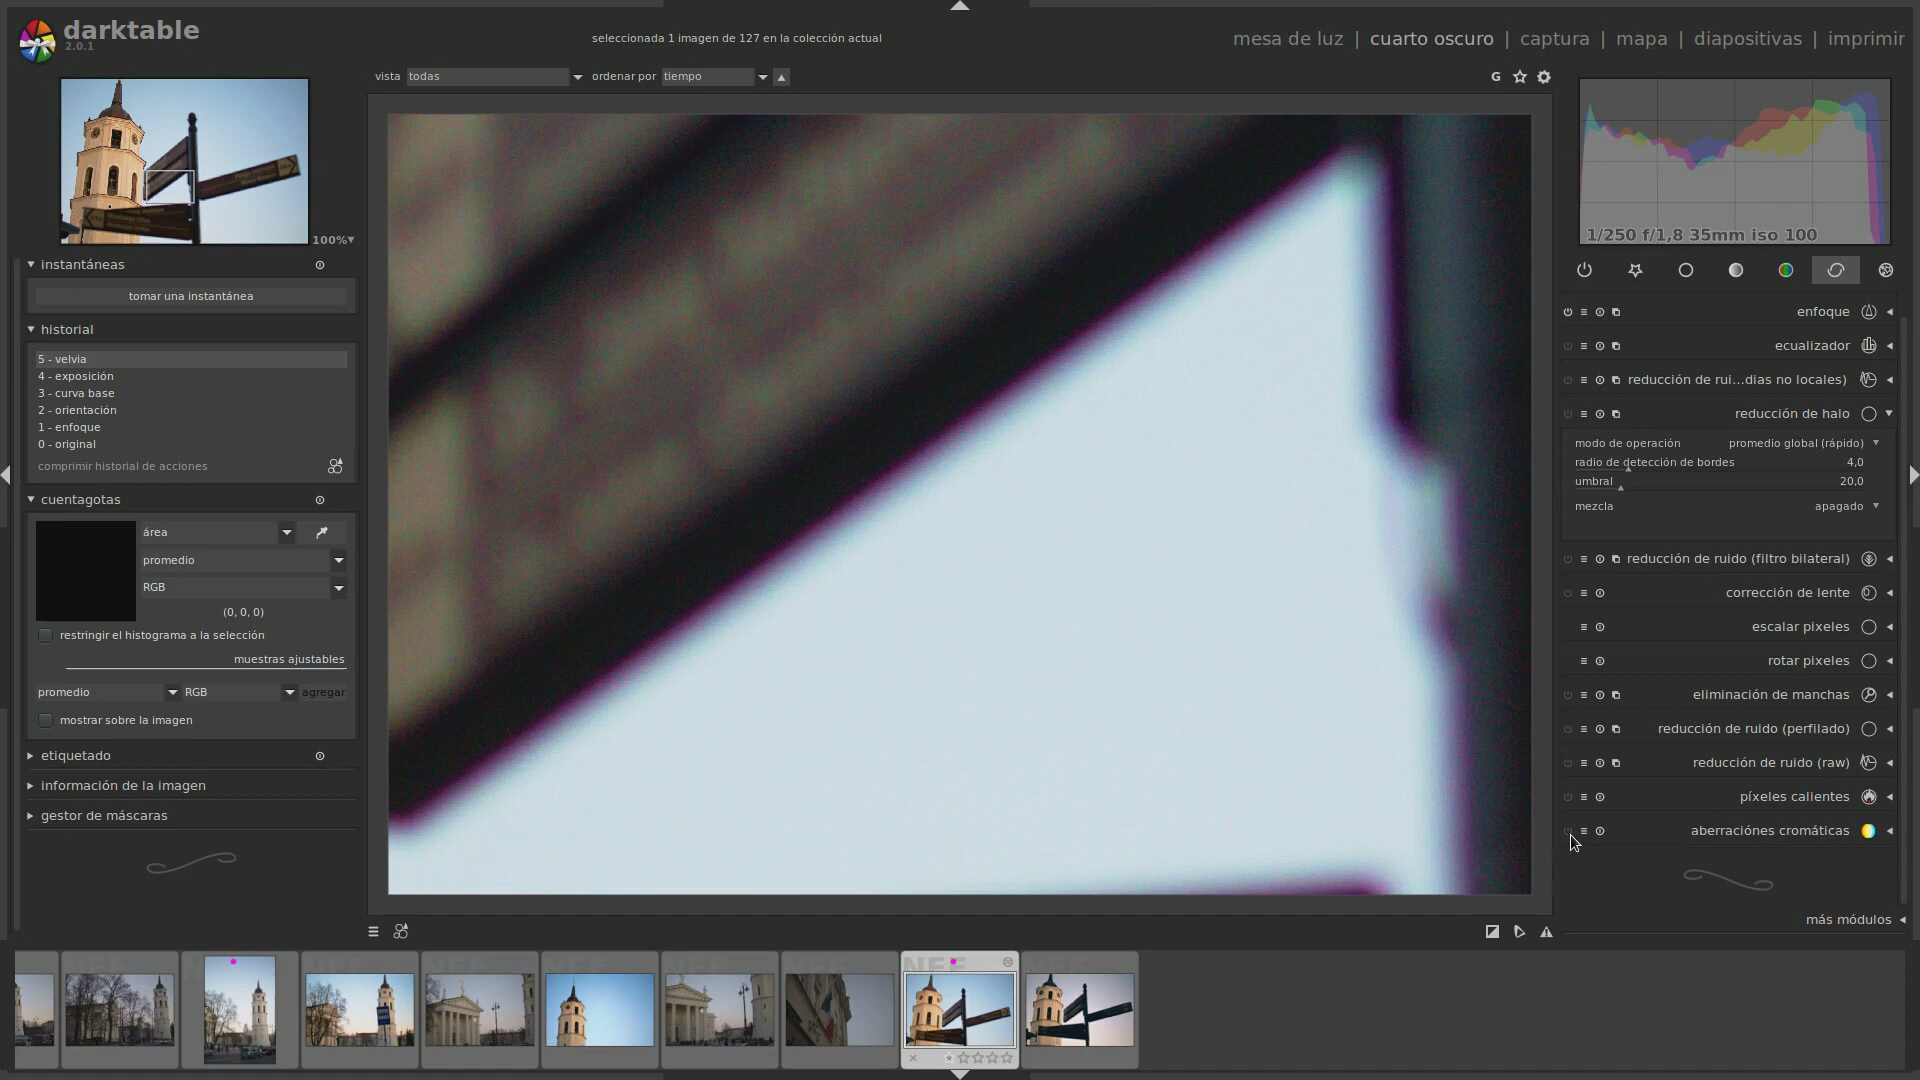 darktable
2.0.1
seleccionada 1 imagen de 127 en la colección actual
mesa de luz | cuarto oscuro | captura | mapa | diapositivas | imprimir
vista todas ordenar por tiempo
G
100%
1/250 f/1,8 35mm iso 100
instantáneas
tomar una instantánea
historial
5 - velvia
4 - exposición
3 - curva base
2 - orientación
1 - enfoque
0 - original
comprimir historial de acciones
cuentagotas
área
promedio
RGB
(0, 0, 0)
restringir el histograma a la selección
muestras ajustables
promedio RGB agregar
mostrar sobre la imagen
etiquetado
información de la imagen
gestor de máscaras
enfoque
ecualizador
reducción de rui...dias no locales)
reducción de halo
modo de operación promedio global (rápido)
radio de detección de bordes 4,0
umbral 20,0
mezcla apagado
reducción de ruido (filtro bilateral)
corrección de lente
escalar pixeles
rotar pixeles
eliminación de manchas
reducción de ruido (perfilado)
reducción de ruido (raw)
píxeles calientes
aberraciónes cromáticas
más módulos
NEF